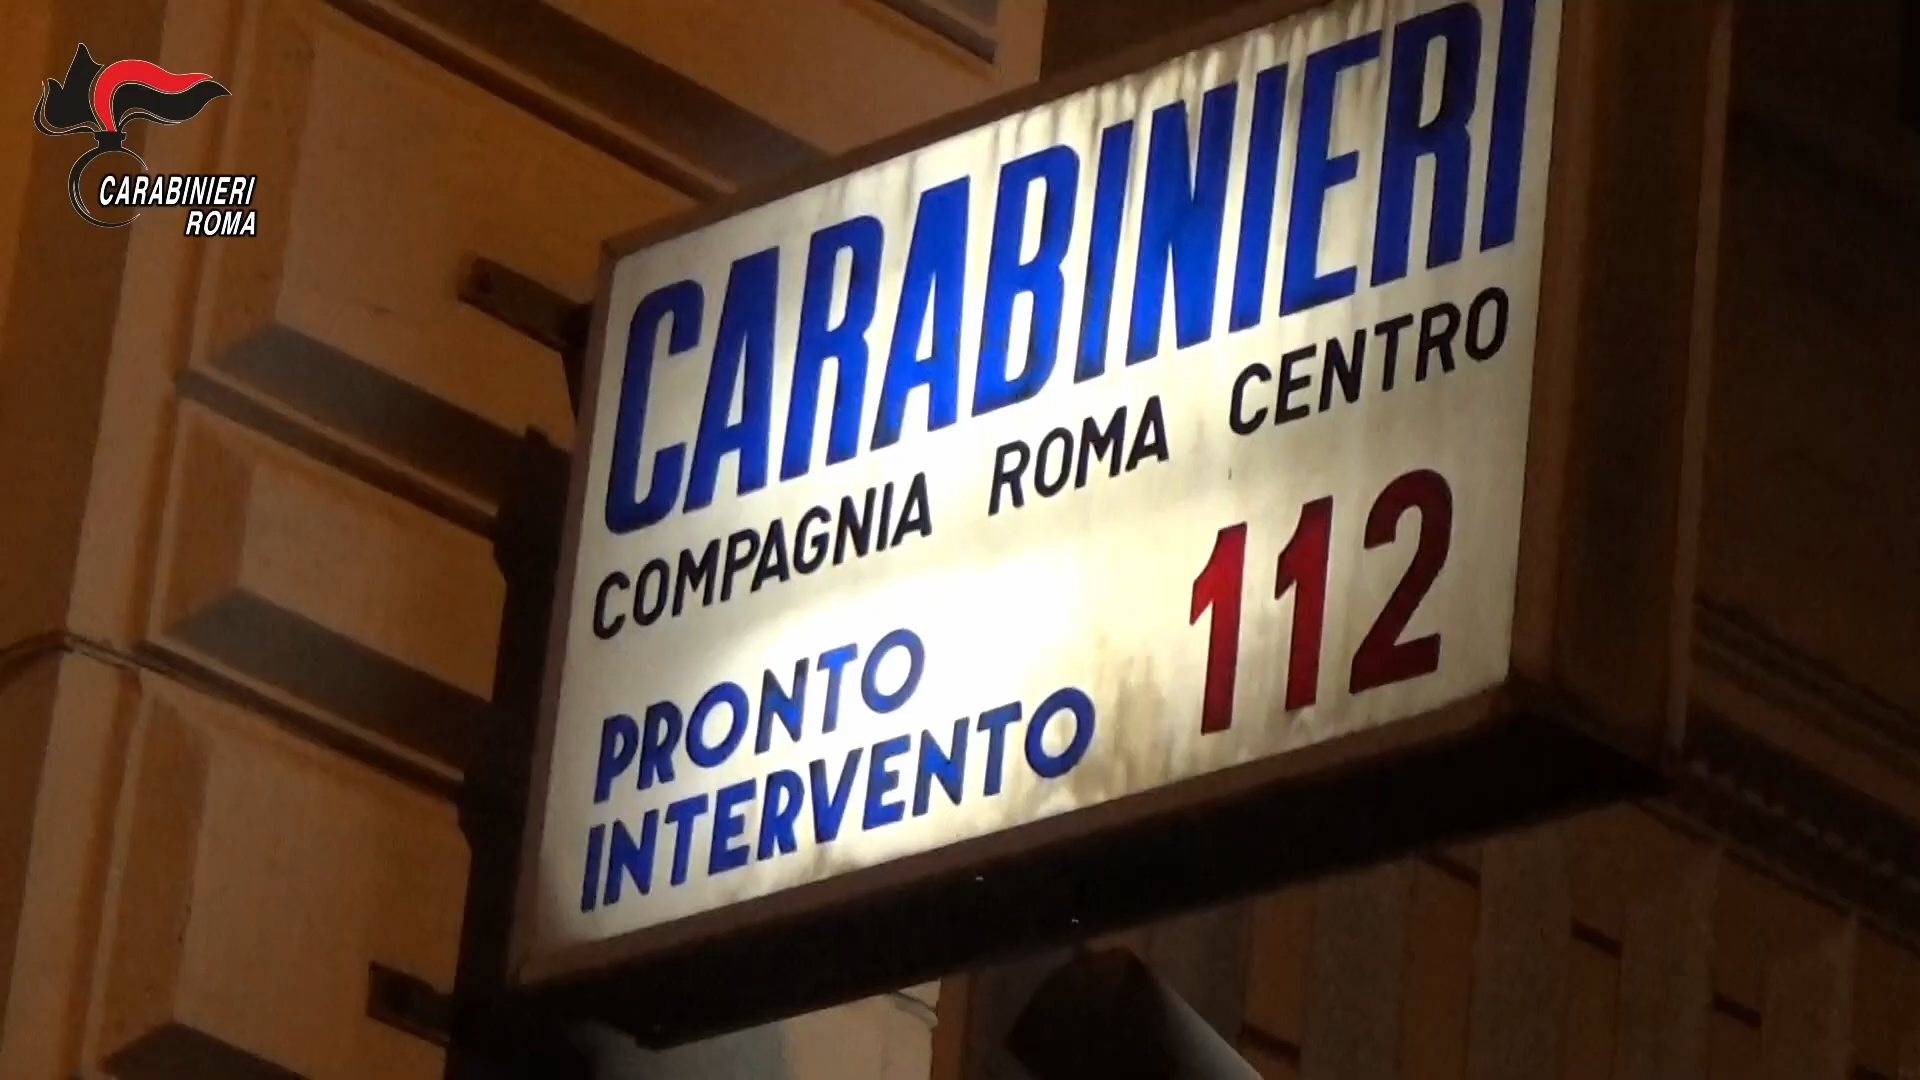 CARABINIERI
ROMA
CARABINIERI
COMPAGNIA ROMA CENTRO
PRONTO
INTERVENTO
112